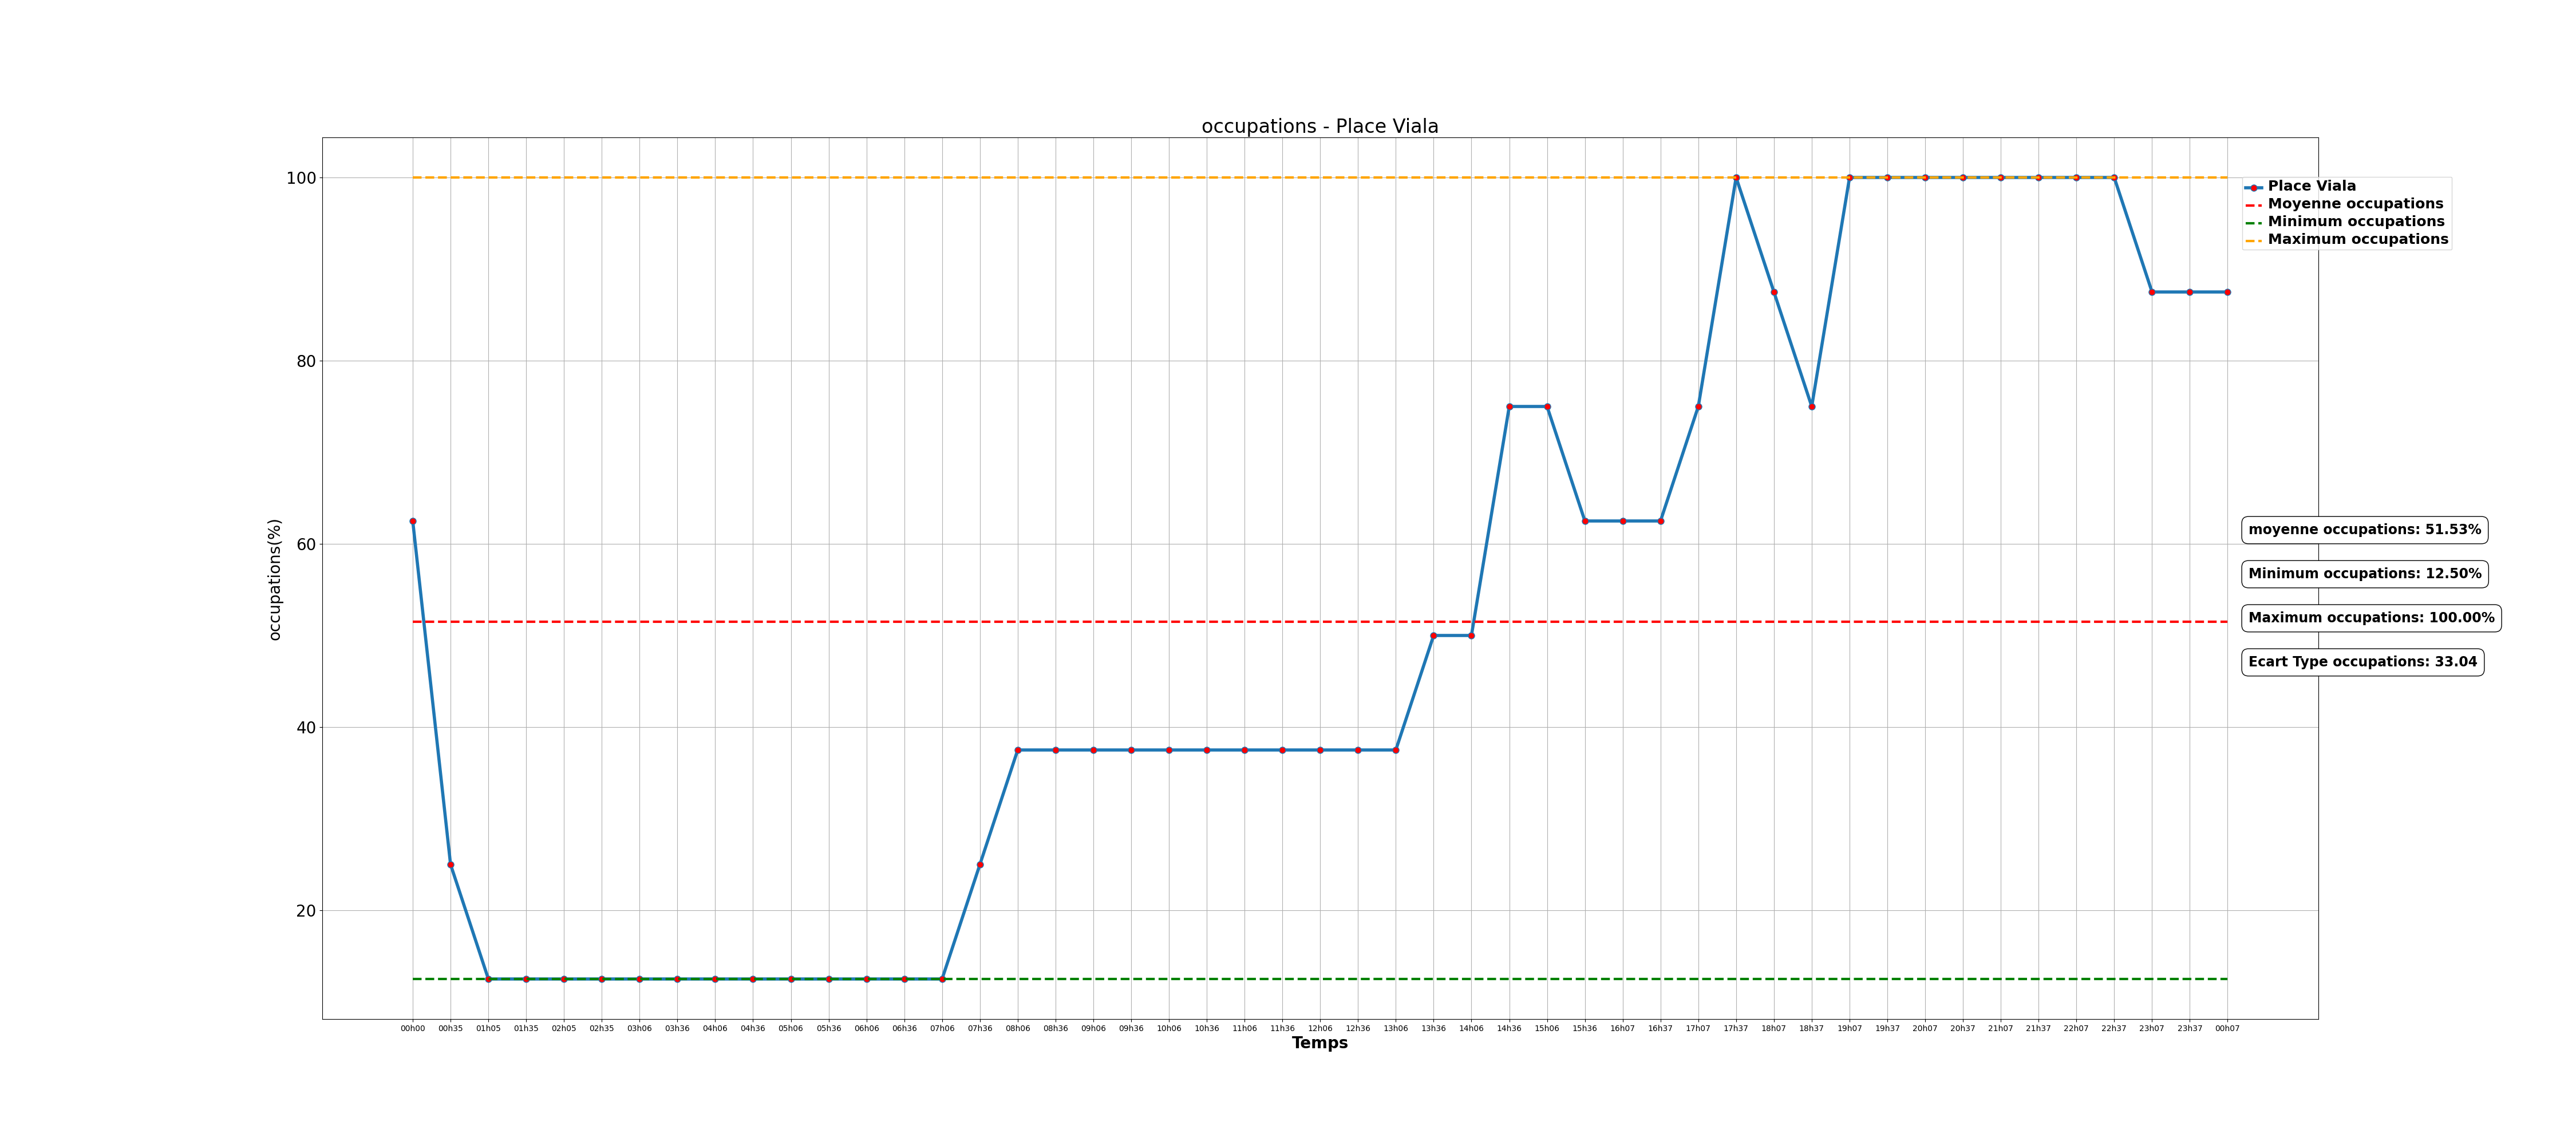 occupations - Place Viala
occupations(%)
100
80
60
40
20
Place Viala
Moyenne occupations
Minimum occupations
Maximum occupations
moyenne occupations: 51.53%
Minimum occupations: 12.50%
Maximum occupations: 100.00%
Ecart Type occupations: 33.04
00h00 00h35 01h05 01h35 02h05 02h35 03h06 03h36 04h06 04h36 05h06 05h36 06h06 06h36 07h06 07h36 08h06 08h36 09h06 09h36 10h06 10h36 11h06 11h36 12h06 12h36 13h06 13h36 14h06 14h36 15h06 15h36 16h07 16h37 17h07 17h37 18h07 18h37 19h07 19h37 20h07 20h37 21h07 21h37 22h07 22h37 23h07 23h37 00h07
Temps